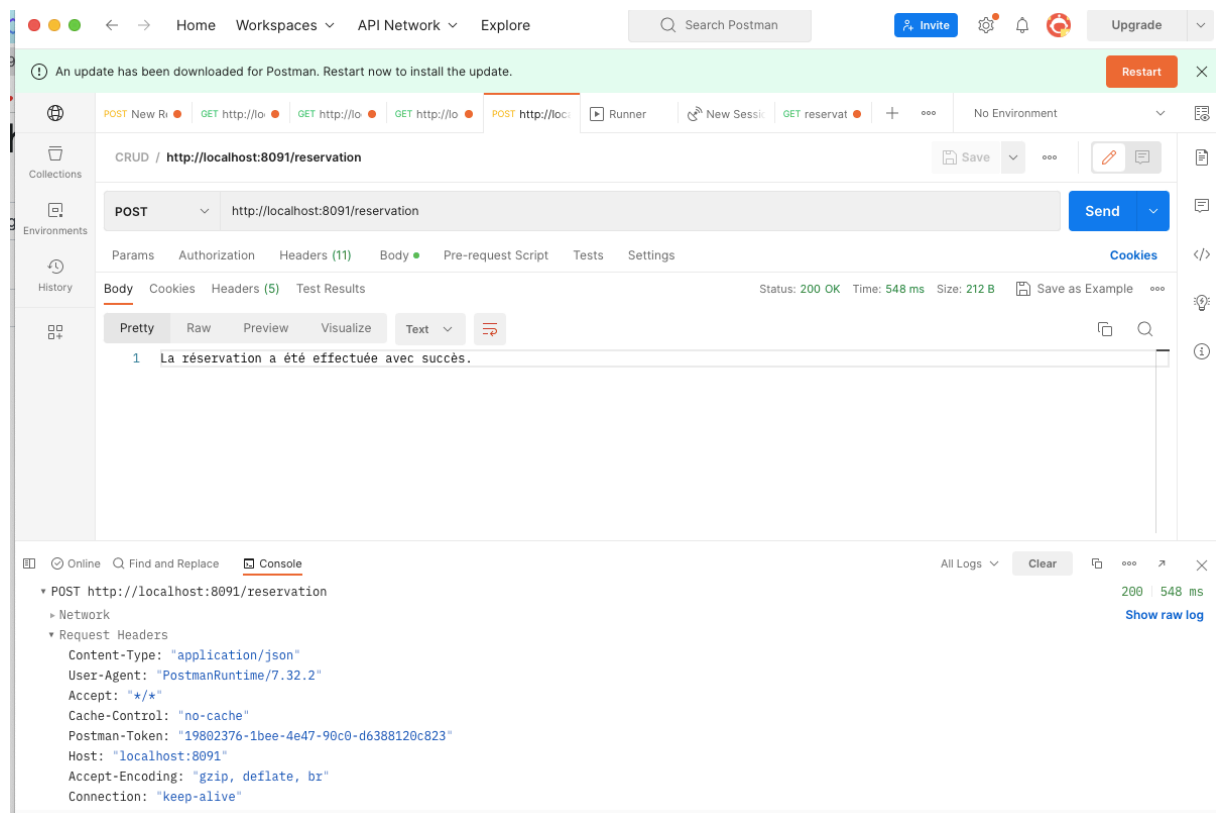 Home Workspaces API Network Explore Search Postman Invite Upgrade
An update has been downloaded for Postman. Restart now to install the update. Restart
POST New Re GET http://lo GET http://lo GET http://lo POST http://loc Runner New Sessi GET reservat No Environment
CRUD / http://localhost:8091/reservation Save
Collections
POST http://localhost:8091/reservation Send
Environments
Params Authorization Headers (11) Body Pre-request Script Tests Settings Cookies
History
Body Cookies Headers (5) Test Results Status: 200 OK Time: 548 ms Size: 212 B Save as Example
Pretty Raw Preview Visualize Text
1 La réservation a été effectuée avec succès.
Online Find and Replace Console All Logs Clear
POST http://localhost:8091/reservation 200 548 ms
Network Show raw log
Request Headers
Content-Type: "application/json"
User-Agent: "PostmanRuntime/7.32.2"
Accept: "*/*"
Cache-Control: "no-cache"
Postman-Token: "19802376-1bee-4e47-90c0-d6388120c823"
Host: "localhost:8091"
Accept-Encoding: "gzip, deflate, br"
Connection: "keep-alive"